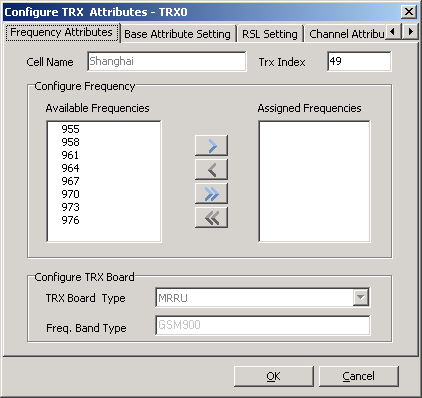 Configure TRX Attributes - TRX0
Frequency Attributes Base Attribute Setting RSL Setting Channel Attribu
Cell Name Shanghai Trx Index 49
Configure Frequency
Available Frequencies Assigned Frequencies
955
958
961
964
967
970
973
976
Configure TRX Board
TRX Board Type MRRU
Freq. Band Type GSM900
OK Cancel